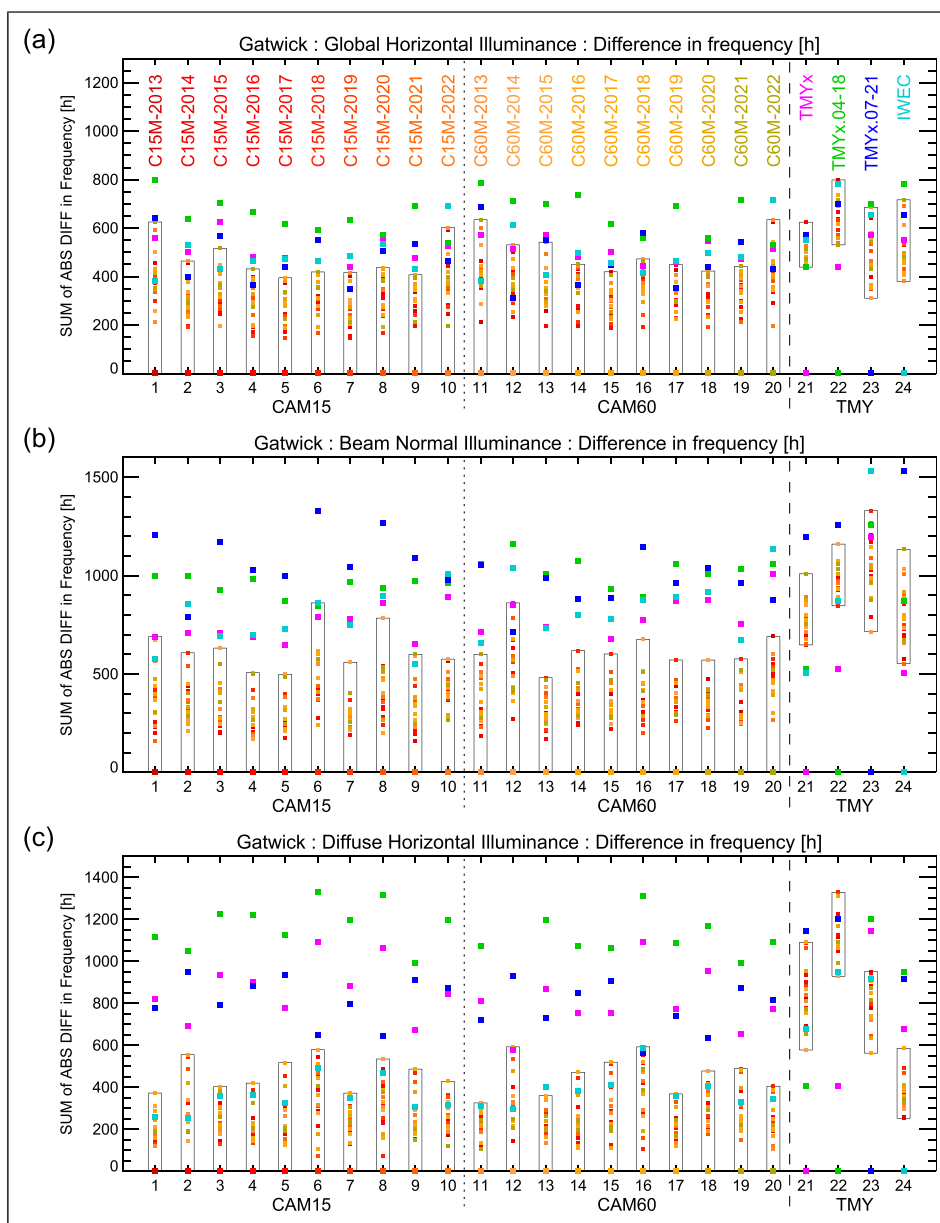 (a)
Gatwick : Global Horizontal Illuminance : Difference in frequency [h]
SUM of ABS DIFF in Frequency [h]
1200
1000
800
600
400
200
0
C15M-2013
C15M-2014
C15M-2015
C15M-2016
C15M-2017
C15M-2018
C15M-2019
C15M-2020
C15M-2021
C15M-2022
C60M-2013
C60M-2014
C60M-2015
C60M-2016
C60M-2017
C60M-2018
C60M-2019
C60M-2020
C60M-2021
C60M-2022
TMYx
TMYx.04-18
TMYx.07-21
IWEC
1 2 3 4 5 6 7 8 9 10 11 12 13 14 15 16 17 18 19 20 21 22 23 24
CAM15 CAM60 TMY
(b)
Gatwick : Beam Normal Illuminance : Difference in frequency [h]
SUM of ABS DIFF in Frequency [h]
1500
1000
500
0
1 2 3 4 5 6 7 8 9 10 11 12 13 14 15 16 17 18 19 20 21 22 23 24
CAM15 CAM60 TMY
(c)
Gatwick : Diffuse Horizontal Illuminance : Difference in frequency [h]
SUM of ABS DIFF in Frequency [h]
1400
1200
1000
800
600
400
200
0
1 2 3 4 5 6 7 8 9 10 11 12 13 14 15 16 17 18 19 20 21 22 23 24
CAM15 CAM60 TMY